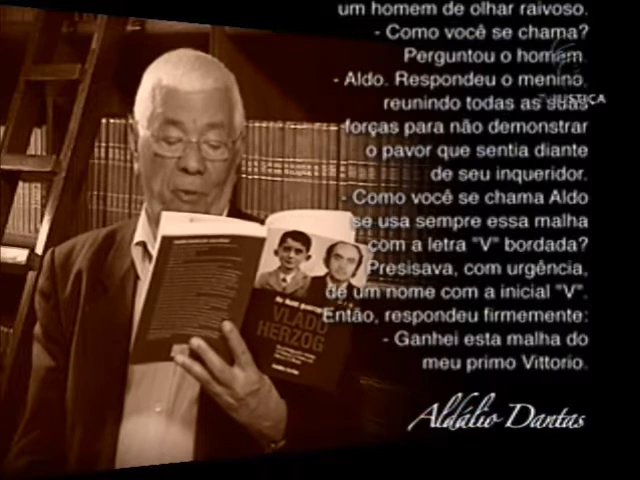 um homem de olhar raivoso.
- Como você se chama?
Perguntou o homem.
- Aldo. Respondeu o menino,
reunindo todas as suas
forças para não demonstrar
o pavor que sentia diante
de seu inqueridor.
- Como você se chama Aldo
se usa sempre essa malha
com a letra "V" bordada?
Presisava, com urgência,
de um nome com a inicial "V".
Então, respondeu firmemente:
- Ganhei esta malha do
meu primo Vittorio.
Aldálio Dantas
TV JUSTIÇA
VLADO
HERZOG